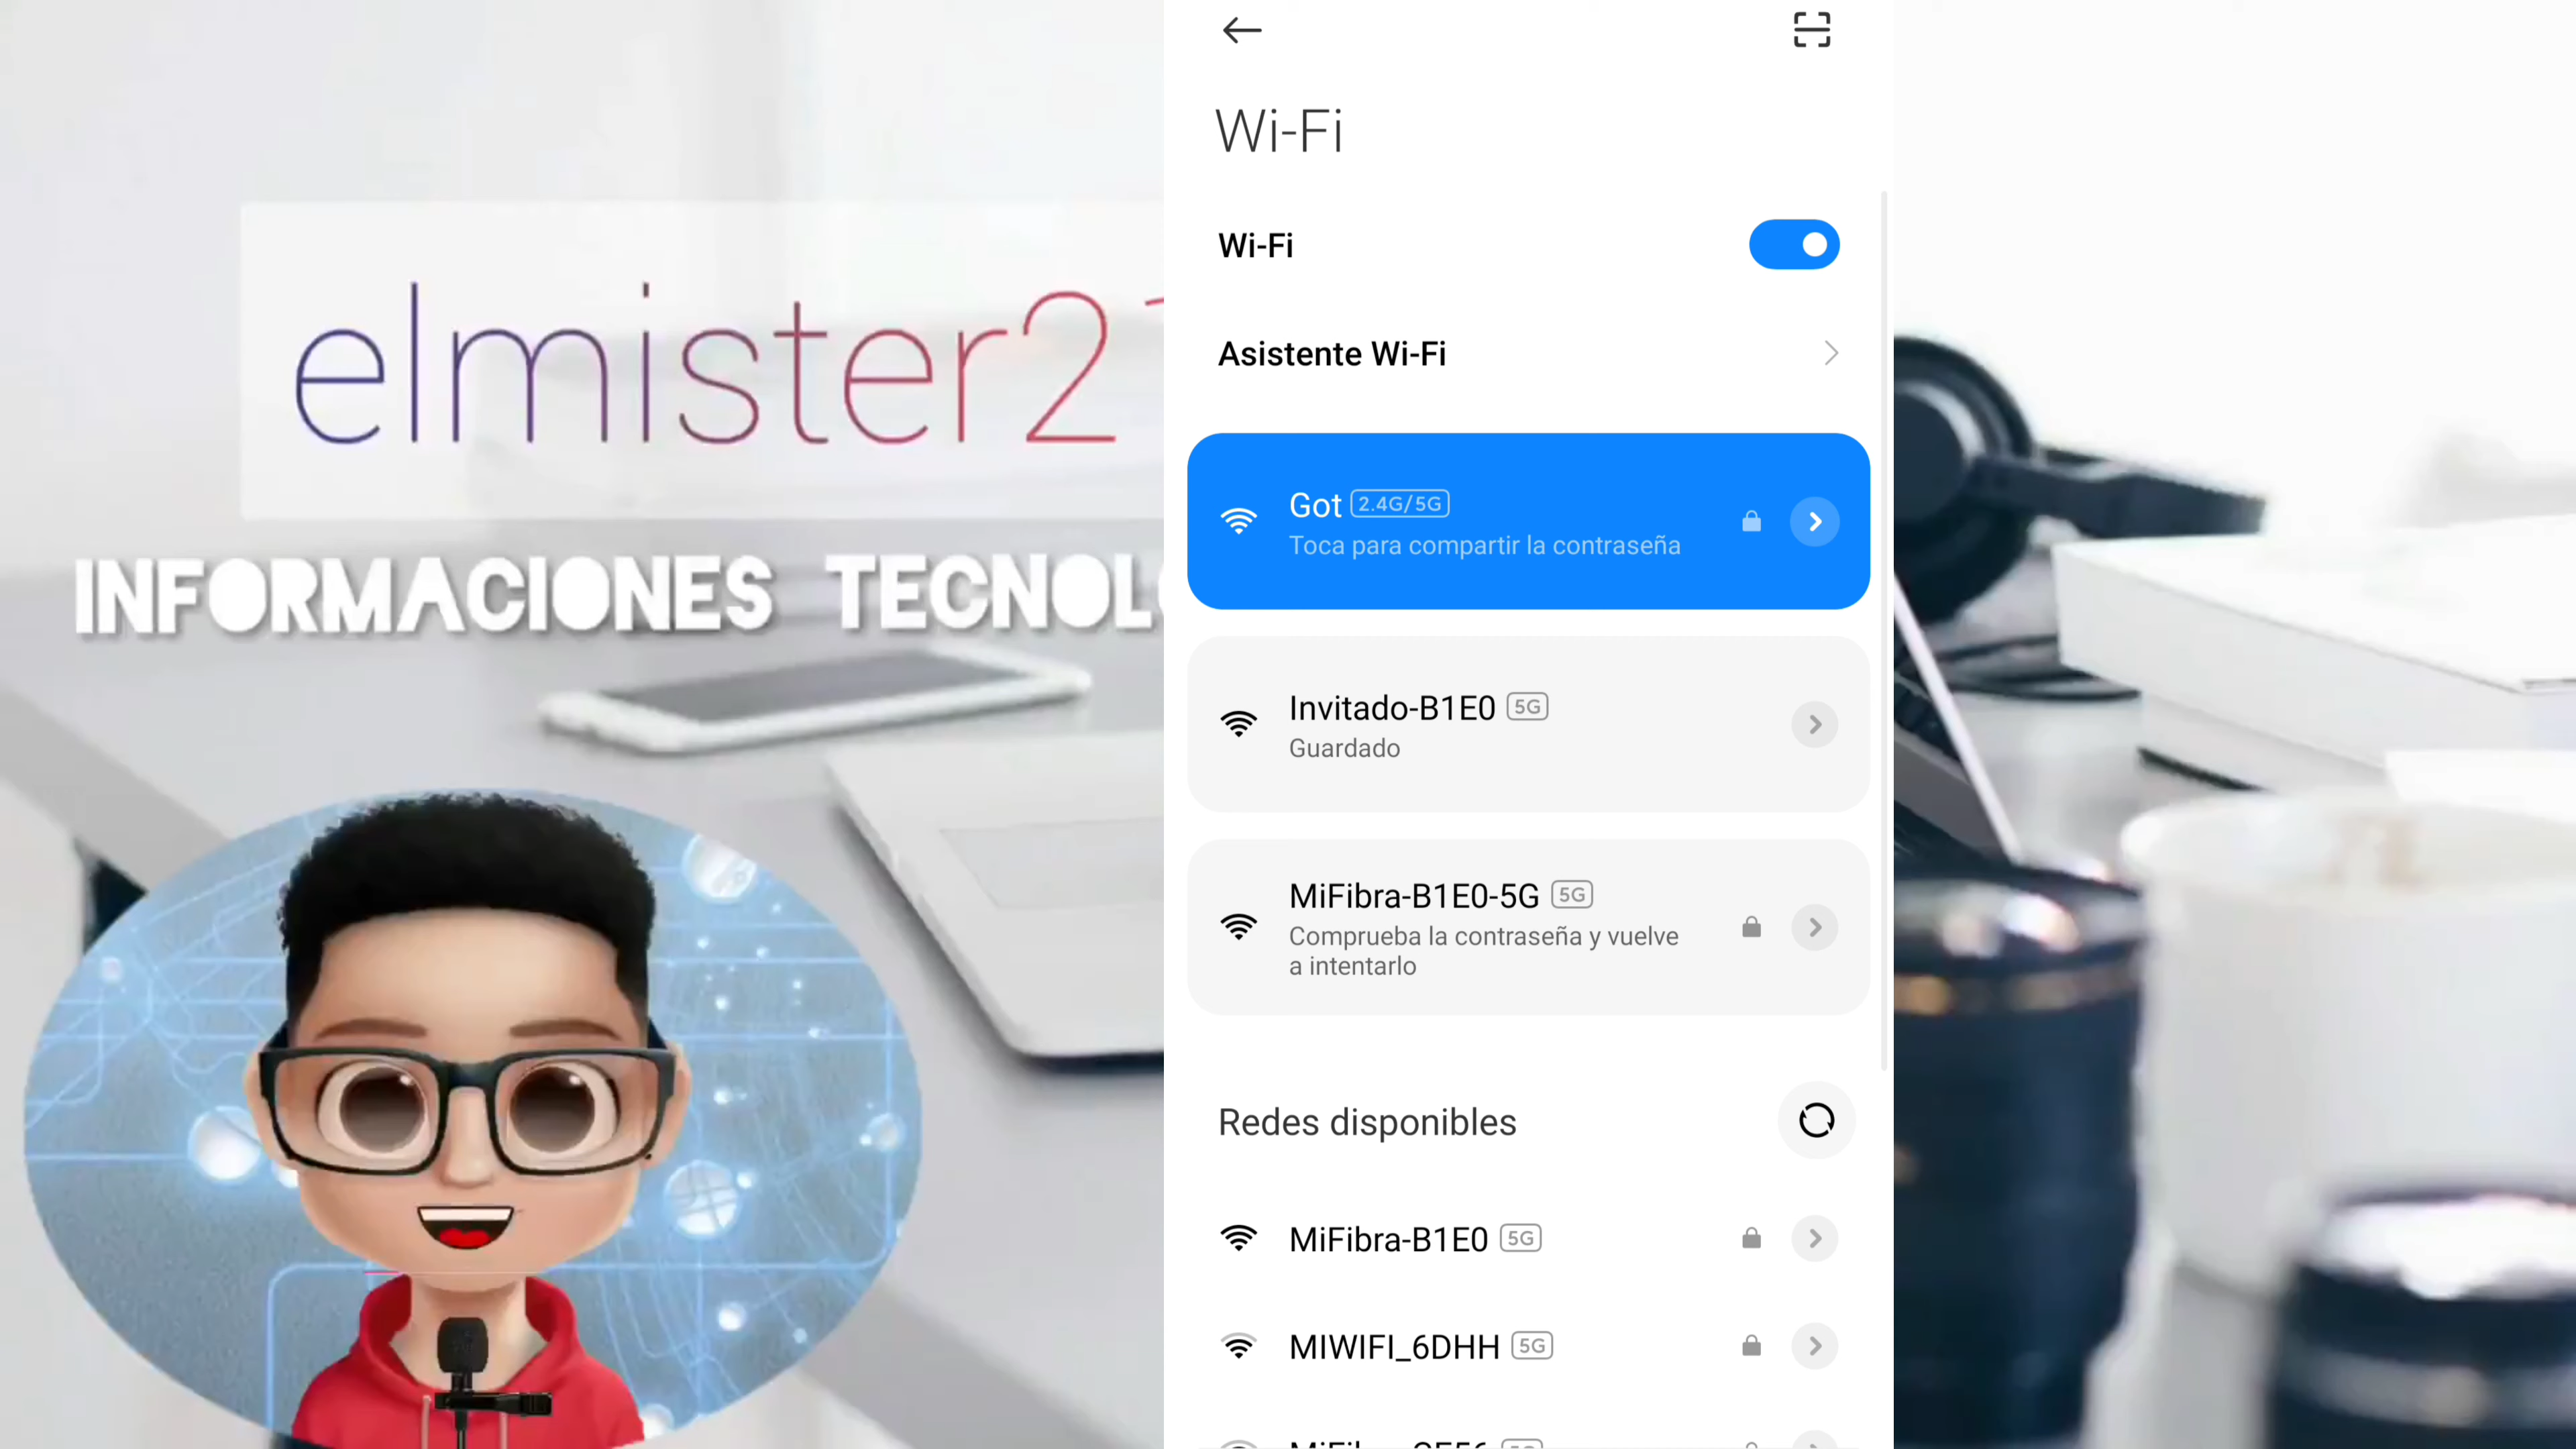 elmister2
INFORMACIONES TECNOL
Wi-Fi
Wi-Fi
Asistente Wi-Fi
Got 2.4G/5G
Toca para compartir la contraseña
Invitado-B1E0 5G
Guardado
MiFibra-B1E0-5G 5G
Comprueba la contraseña y vuelve
a intentarlo
Redes disponibles
MiFibra-B1E0 5G
MIWIFI_6DHH 5G